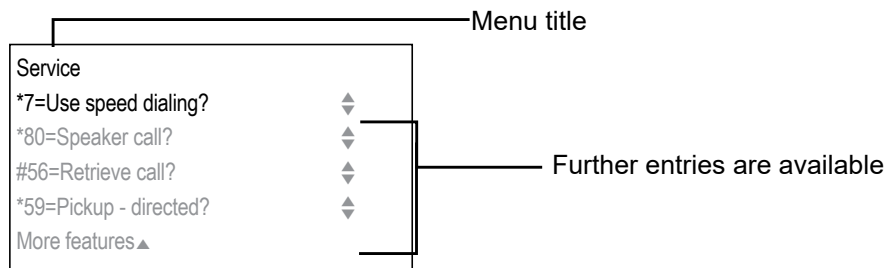 Menu title
Service
*7=Use speed dialing?
*80=Speaker call?
#56=Retrieve call?
Further entries are available
*59=Pickup - directed?
More features▲